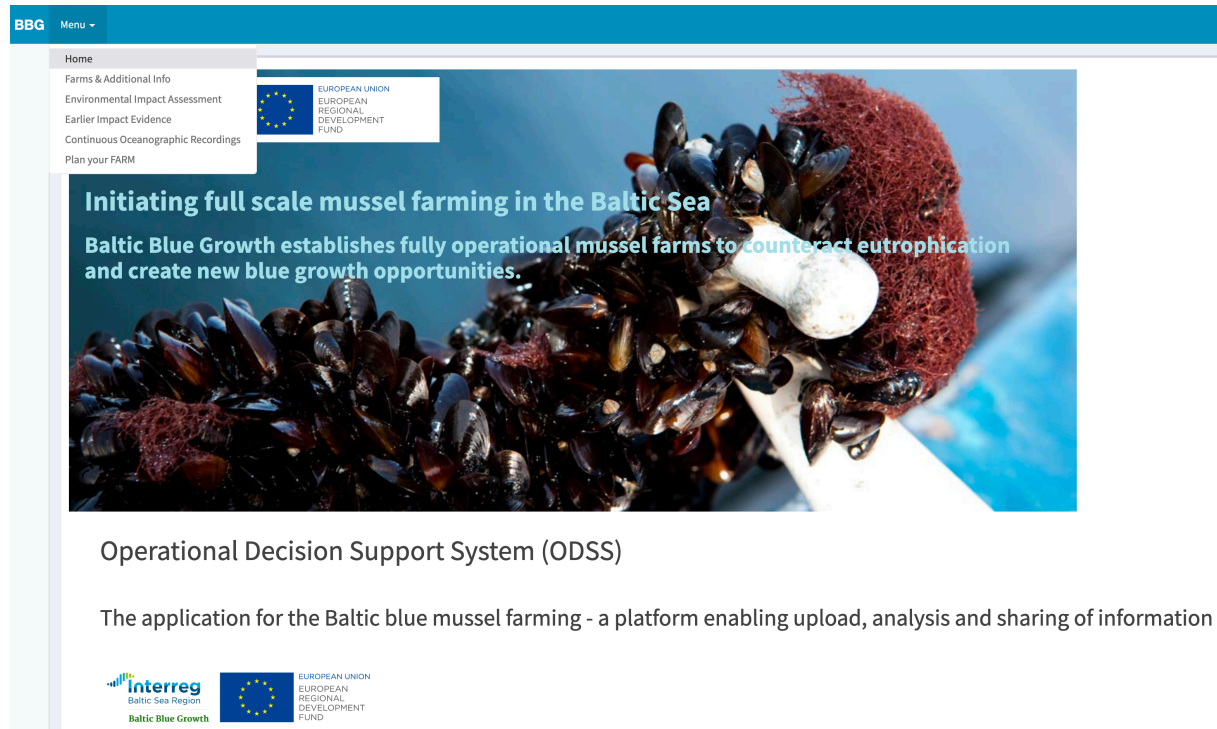 BBG Menu
Home
Farms & Additional Info
Environmental Impact Assessment
Earlier Impact Evidence
Continuous Oceanographic Recordings
Plan your FARM
EUROPEAN UNION
EUROPEAN
REGIONAL
DEVELOPMENT
FUND
Initiating full scale mussel farming in the Baltic Sea
Baltic Blue Growth establishes fully operational mussel farms to counteract eutrophication
and create new blue growth opportunities.
Operational Decision Support System (ODSS)
The application for the Baltic blue mussel farming - a platform enabling upload, analysis and sharing of information
Interreg
Baltic Sea Region
Baltic Blue Growth
EUROPEAN UNION
EUROPEAN
REGIONAL
DEVELOPMENT
FUND